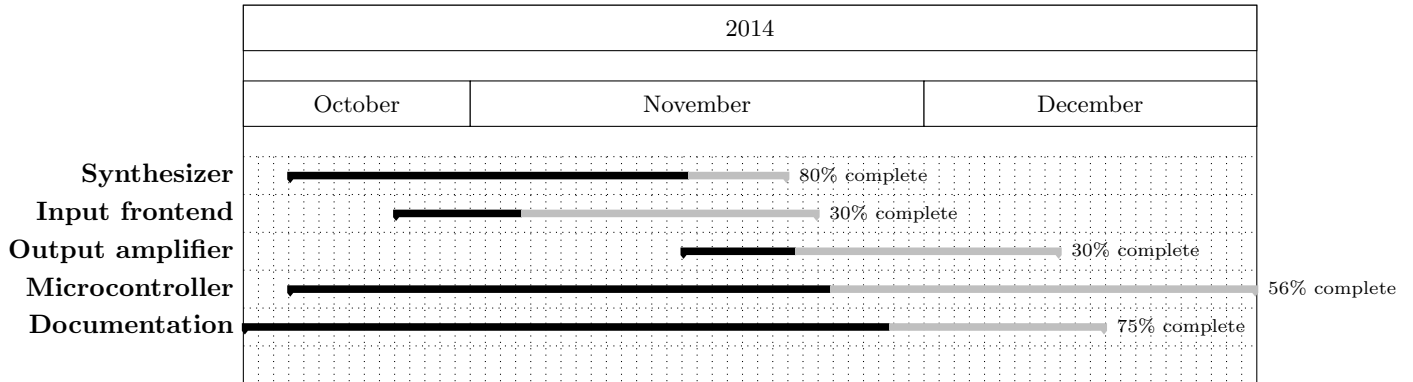 2014
October November December
Synthesizer 80% complete
Input frontend 30% complete
Output amplifier 30% complete
Microcontroller 56% complete
Documentation 75% complete